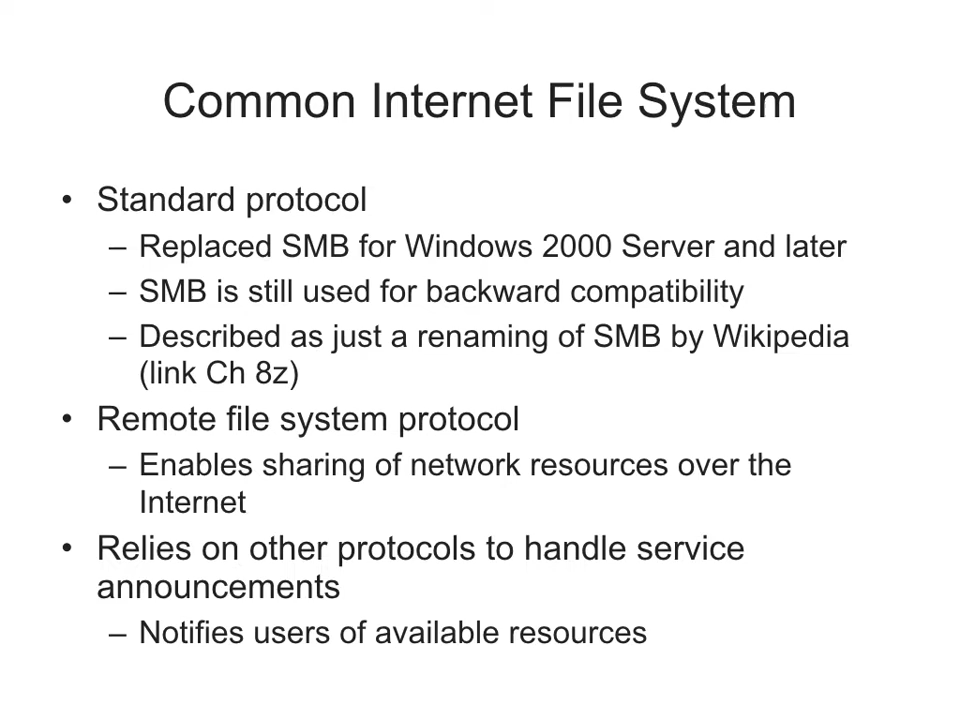 Common Internet File System
• Standard protocol
– Replaced SMB for Windows 2000 Server and later
– SMB is still used for backward compatibility
– Described as just a renaming of SMB by Wikipedia
(link Ch 8z)
• Remote file system protocol
– Enables sharing of network resources over the
Internet
• Relies on other protocols to handle service
announcements
– Notifies users of available resources